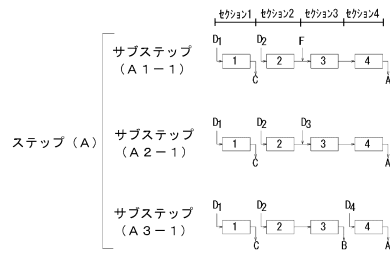 セクション1 セクション2 セクション3 セクション4
D1 D2 F
サブステップ
(A1-1)
1 2 3 4
C A
D1 D2 D3
ステップ(A)
サブステップ
(A2-1)
1 2 3 4
C A
D1 D2 D4
サブステップ
(A3-1)
1 2 3 4
C B A